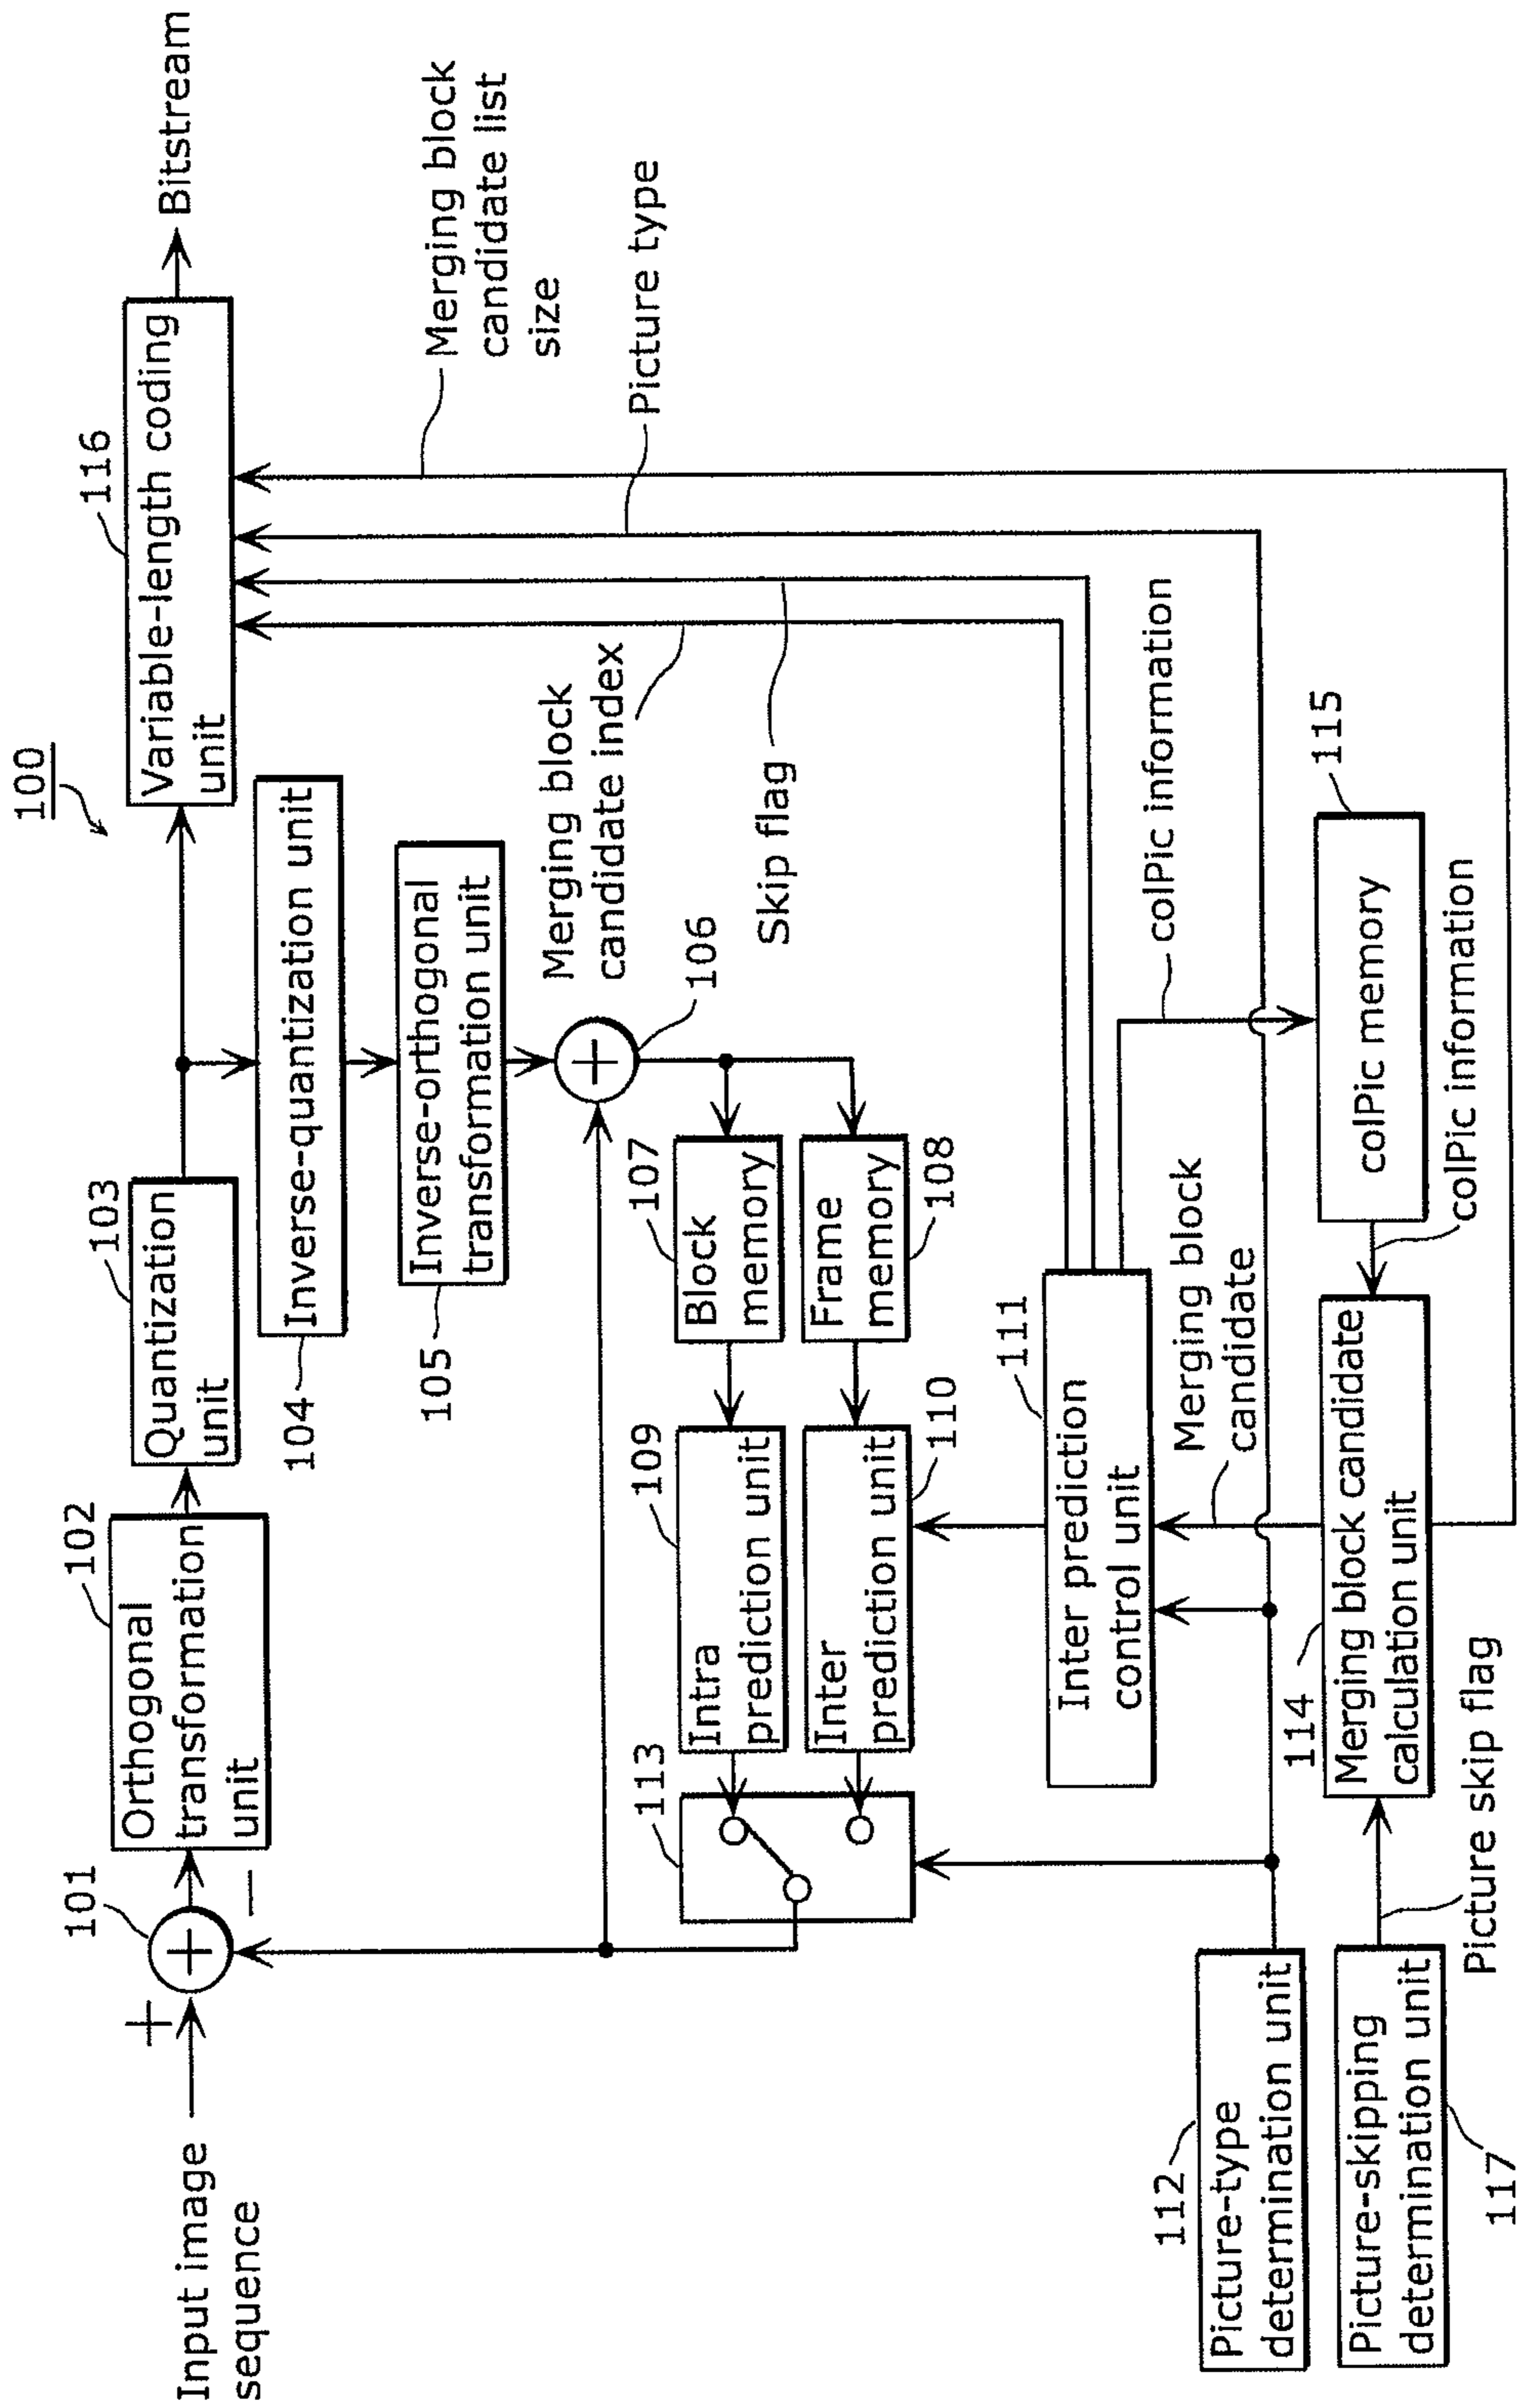 100
Input image
sequence
+
101
−
102
Orthogonal
transformation
unit
103
Quantization
unit
116
Variable-length coding
unit
Bitstream
104
Inverse-quantization unit
105
Inverse-orthogonal
transformation unit
Merging block
candidate index
106
Skip flag
Merging block
candidate list
size
Picture type
107
Block
memory
Frame
memory
108
109
Intra
prediction unit
Inter
prediction unit
110
113
111
Inter prediction
control unit
colPic information
Merging block
candidate
115
colPic memory
colPic information
112
Picture-type
determination unit
114
Merging block candidate
calculation unit
Picture-skipping
determination unit
117
Picture skip flag